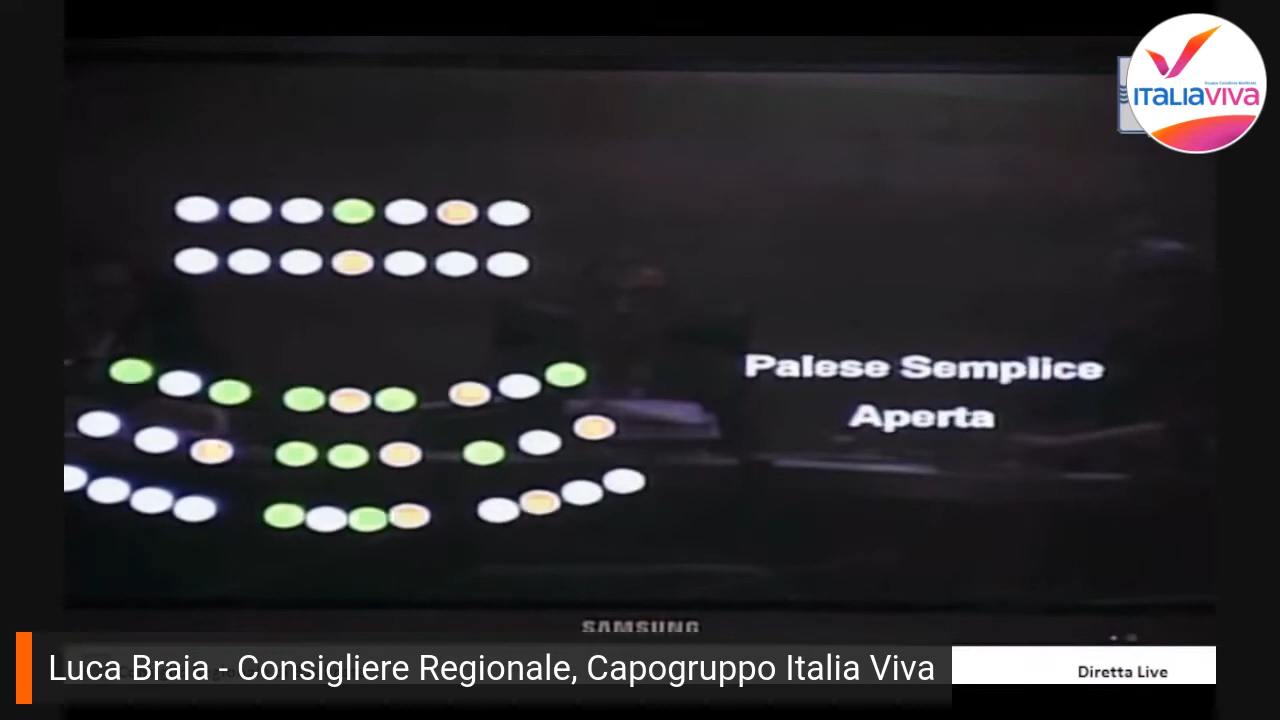 ITALIAVIVA
Palese Semplice
Aperta
SAMSUNG
Luca Braia - Consigliere Regionale, Capogruppo Italia Viva
Diretta Live